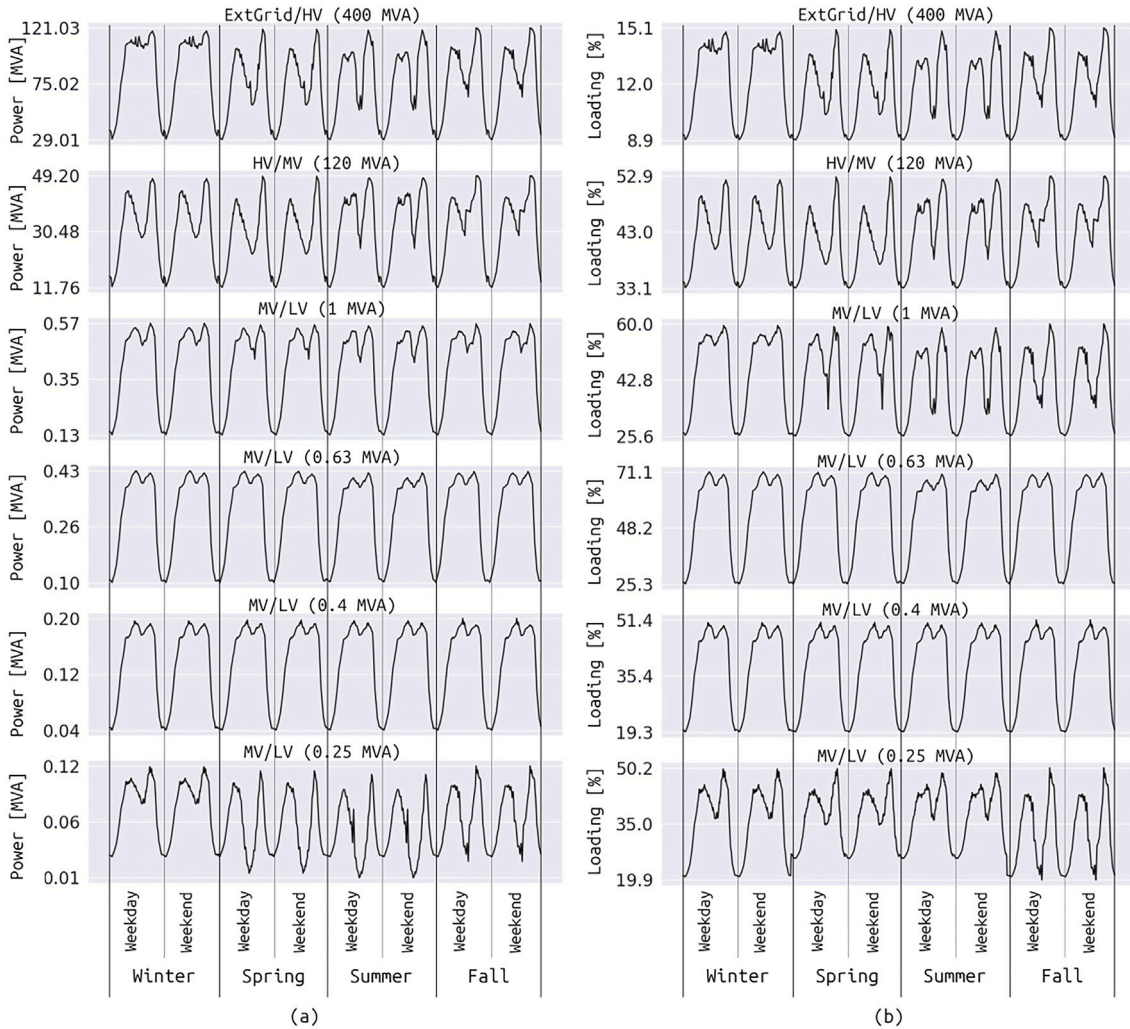 ExtGrid/HV (400 MVA)
121.03
75.02
29.01
Power [MVA]
HV/MV (120 MVA)
49.20
30.48
11.76
Power [MVA]
MV/LV (1 MVA)
0.57
0.35
0.13
Power [MVA]
MV/LV (0.63 MVA)
0.43
0.26
0.10
Power [MVA]
MV/LV (0.4 MVA)
0.20
0.12
0.04
Power [MVA]
MV/LV (0.25 MVA)
0.12
0.06
0.01
Power [MVA]
Weekday
Weekend
Weekday
Weekend
Weekday
Weekend
Weekday
Weekend
Winter Spring Summer Fall
(a)
ExtGrid/HV (400 MVA)
15.1
12.0
8.9
Loading [%]
HV/MV (120 MVA)
52.9
43.0
33.1
Loading [%]
MV/LV (1 MVA)
60.0
42.8
25.6
Loading [%]
MV/LV (0.63 MVA)
71.1
48.2
25.3
Loading [%]
MV/LV (0.4 MVA)
51.4
35.4
19.3
Loading [%]
MV/LV (0.25 MVA)
50.2
35.0
19.9
Loading [%]
Weekday
Weekend
Weekday
Weekend
Weekday
Weekend
Weekday
Weekend
Winter Spring Summer Fall
(b)